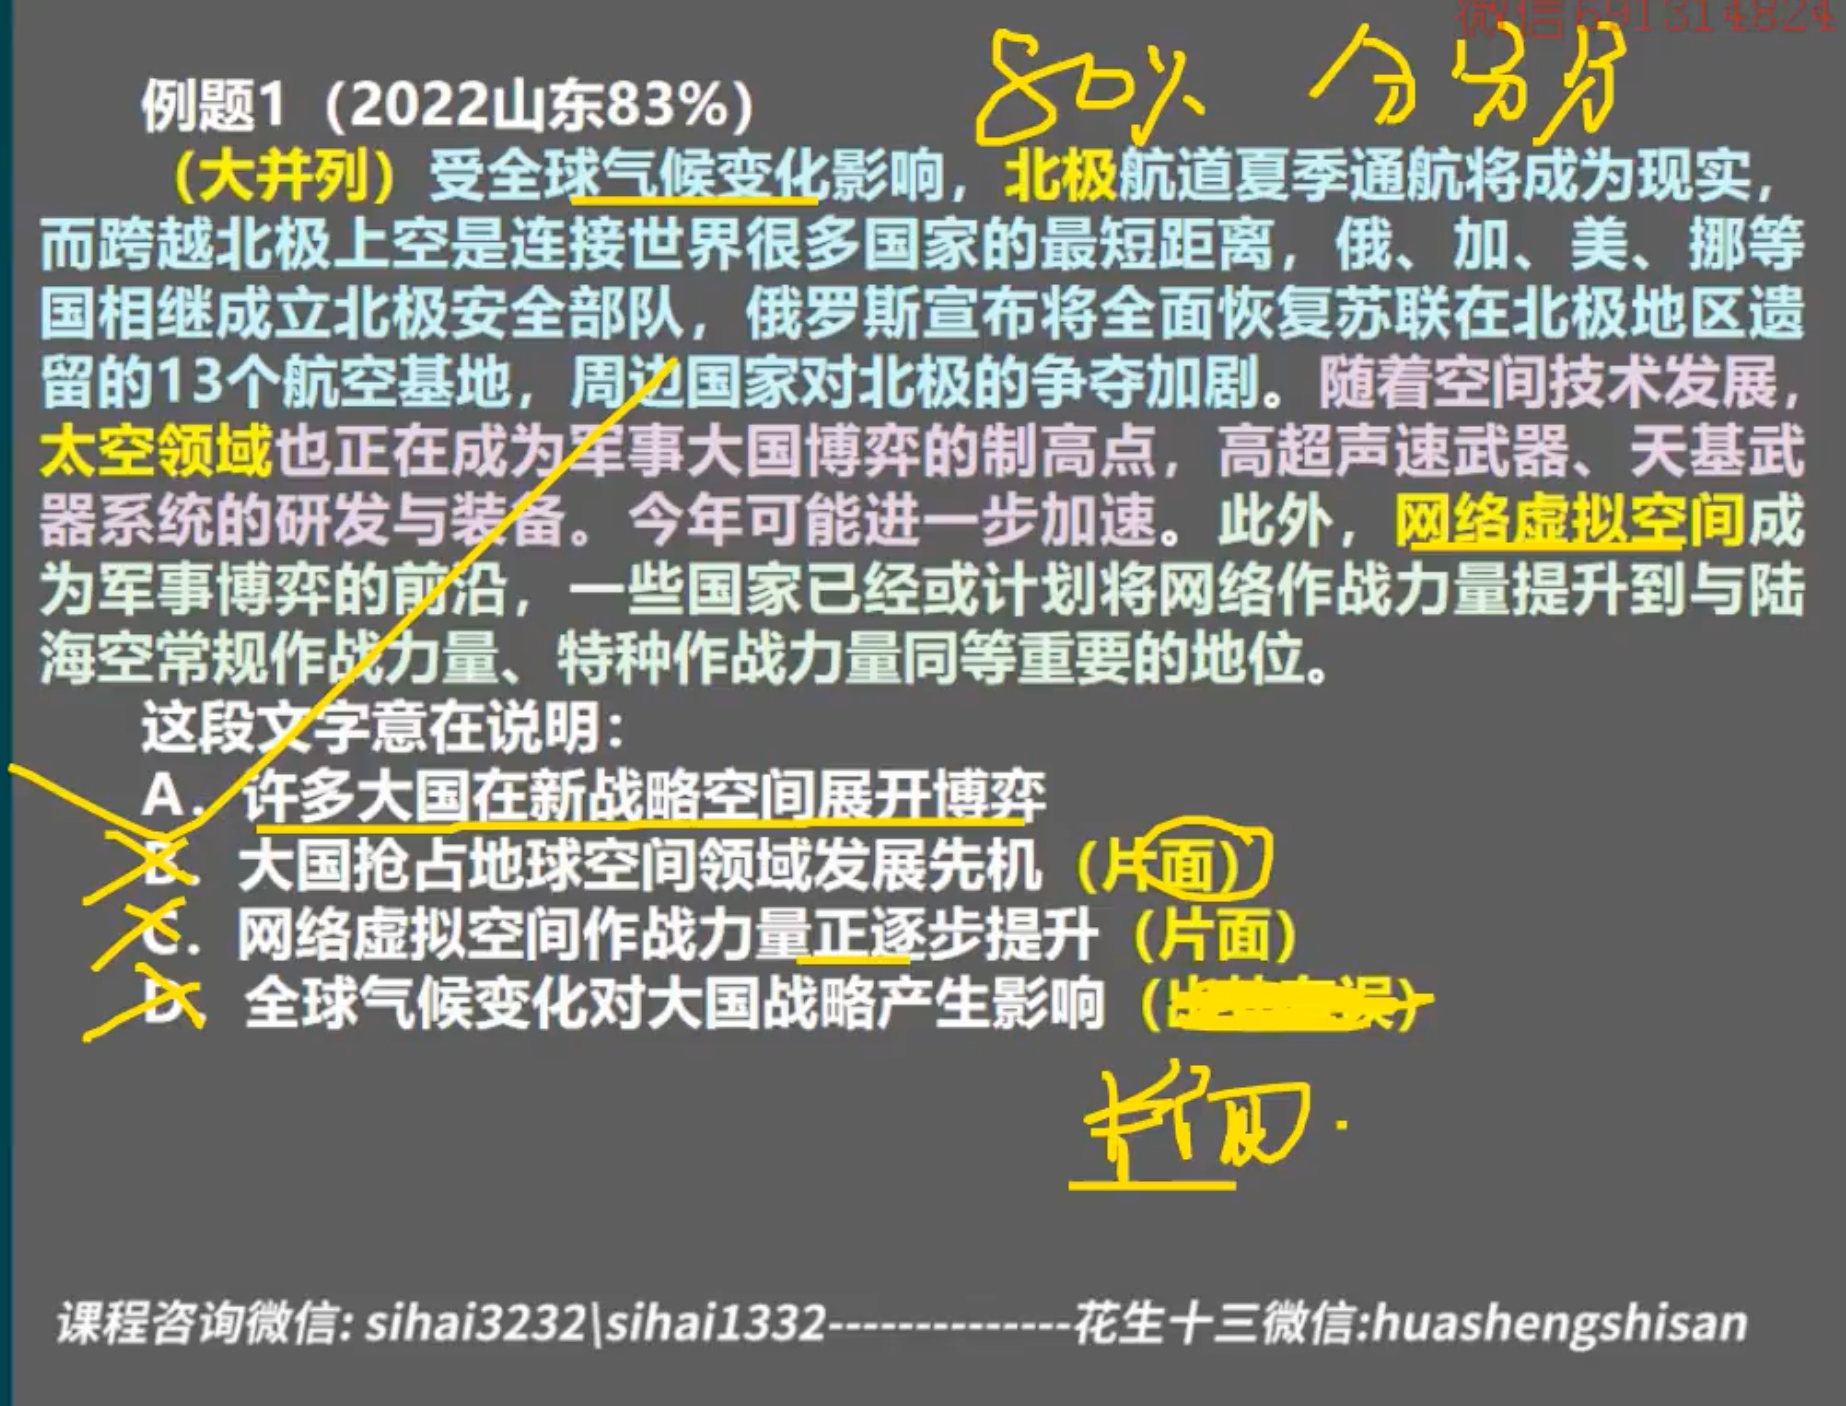 微信691314824
80%
例题1（2022山东83%）
（大并列）受全球气候变化影响，北极航道夏季通航将成为现实，
而跨越北极上空是连接世界很多国家的最短距离，俄、加、美、挪等
国相继成立北极安全部队，俄罗斯宣布将全面恢复苏联在北极地区遗
留的13个航空基地，周边国家对北极的争夺加剧。随着空间技术发展，
太空领域也正在成为军事大国博弈的制高点，高超声速武器、天基武
器系统的研发与装备。今年可能进一步加速。此外，网络虚拟空间成
为军事博弈的前沿，一些国家已经或计划将网络作战力量提升到与陆
海空常规作战力量、特种作战力量同等重要的地位。
这段文字意在说明：
A．许多大国在新战略空间展开博弈
B．大国抢占地球空间领域发展先机（片面）
C．网络虚拟空间作战力量正逐步提升（片面）
D．全球气候变化对大国战略产生影响
片面
课程咨询微信: sihai3232\sihai1332--------------花生十三微信:huashengshisan